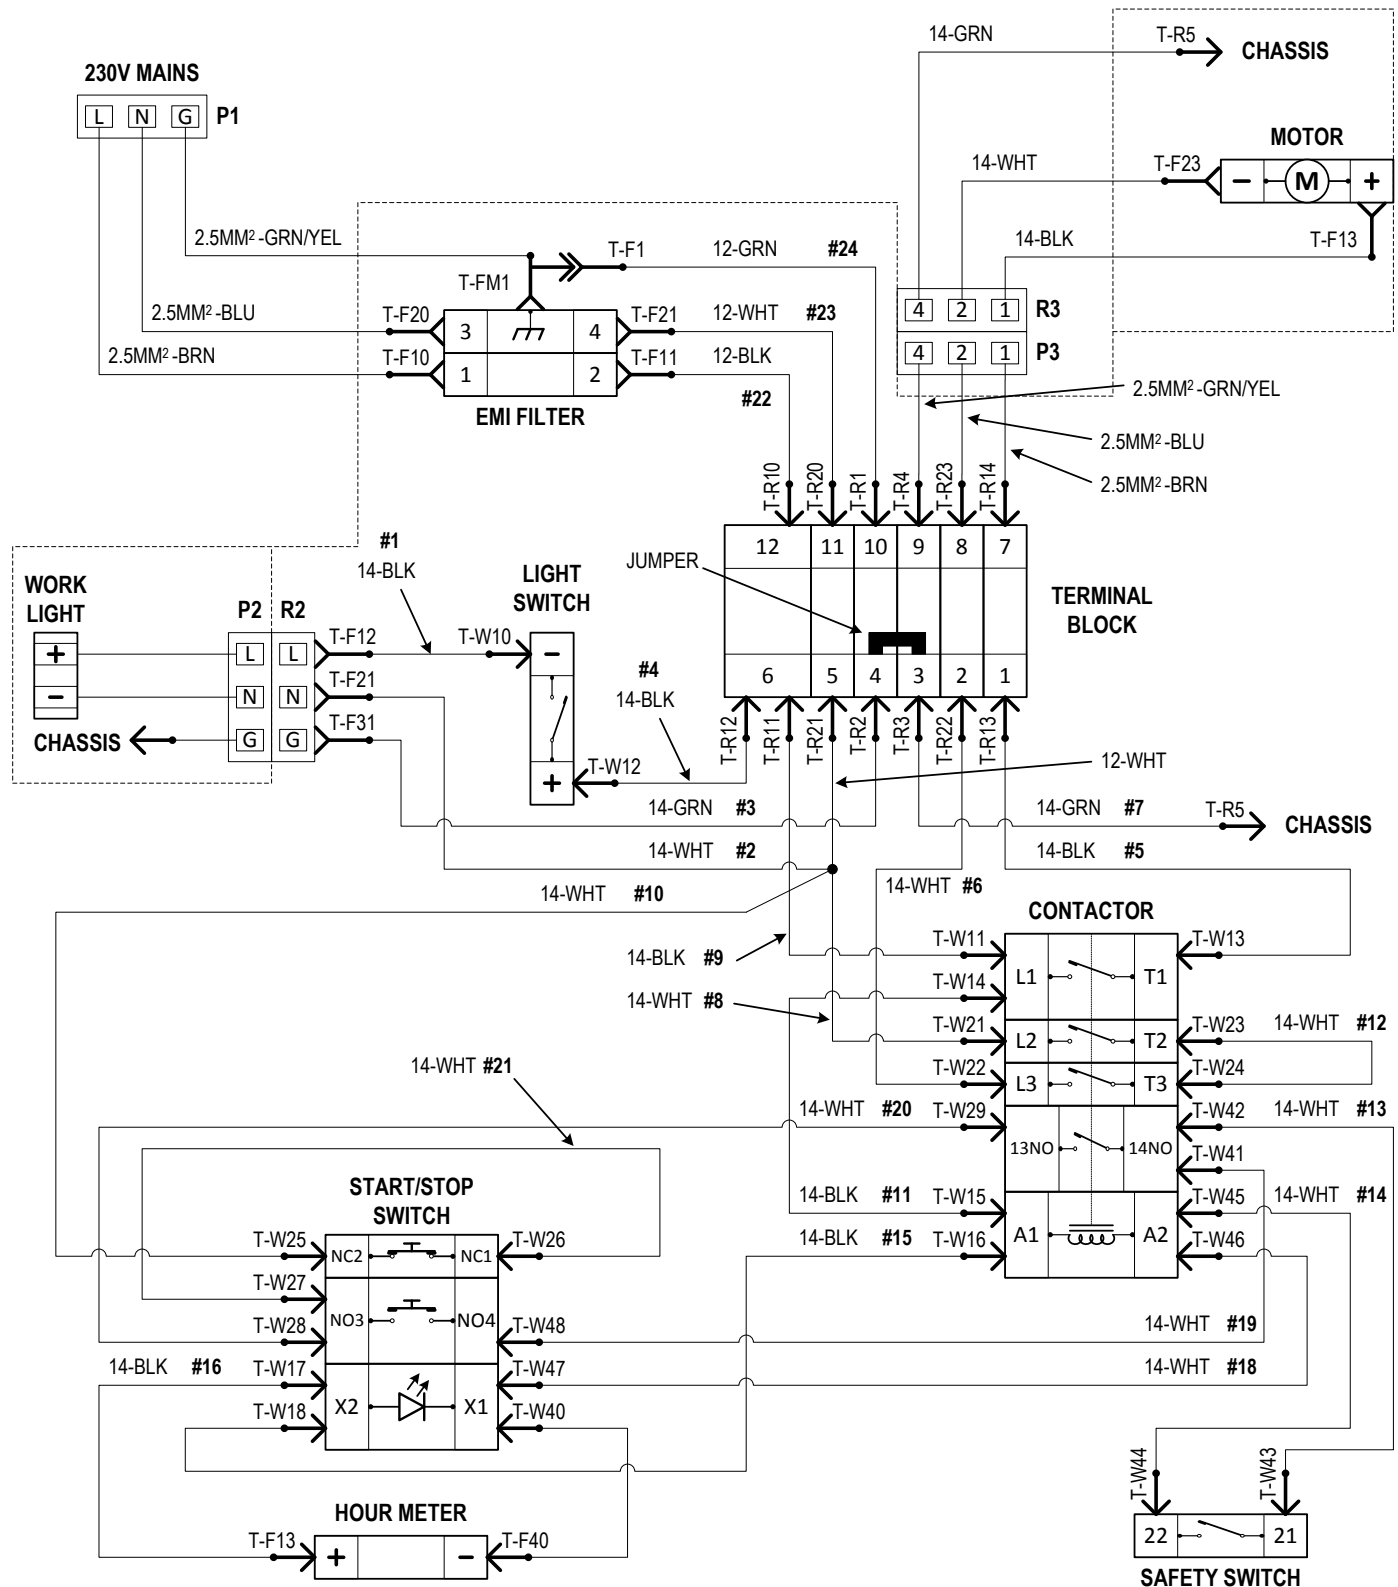 14-GRN
T-R5
CHASSIS
230V MAINS
L N G P1
MOTOR
14-WHT
T-F23
− M +
2.5MM²-GRN/YEL
T-F1
12-GRN #24
14-BLK
T-F13
T-FM1
2.5MM²-BLU
T-F20
3 4
T-F21
12-WHT #23
4 2 1 R3
2.5MM²-BRN
T-F10
1 2
T-F11
12-BLK
4 2 1 P3
#22
EMI FILTER
2.5MM²-GRN/YEL
2.5MM²-BLU
2.5MM²-BRN
T-R10
T-R20
T-R1
T-R4
T-R23
T-R14
12 11 10 9 8 7
#1
14-BLK
LIGHT
SWITCH
JUMPER
TERMINAL
BLOCK
WORK
LIGHT
P2 R2
+
−
CHASSIS
L L
N N
G G
T-F12
T-F21
T-F31
T-W10
−
+
T-W12
#4
14-BLK
6 5 4 3 2 1
T-R12
T-R11
T-R21
T-R2
T-R3
T-R22
T-R13
12-WHT
14-GRN #3
14-GRN #7
T-R5
CHASSIS
14-WHT #2
14-BLK #5
14-WHT #10
14-WHT #6
CONTACTOR
14-BLK #9
14-WHT #8
T-W11
L1 T1
T-W13
T-W14
T-W21
L2 T2
T-W23
14-WHT #12
T-W22
L3 T3
T-W24
14-WHT #21
14-WHT #20
T-W29
13NO 14NO
T-W42
14-WHT #13
T-W41
START/STOP
SWITCH
14-BLK #11
T-W15
A1 A2
T-W45
14-WHT #14
14-BLK #15
T-W16
T-W46
T-W25
NC2 NC1
T-W26
T-W27
NO3 NO4
T-W28
T-W48
14-WHT #19
14-BLK #16
T-W17
T-W47
14-WHT #18
X2 X1
T-W18
T-W40
T-W44
T-W43
HOUR METER
T-F13
+ −
T-F40
22 21
SAFETY SWITCH